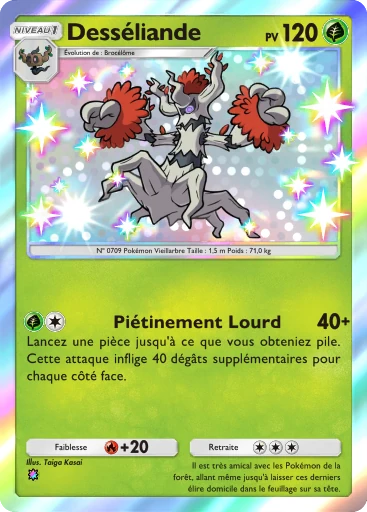 NIVEAU 1
Desséliande
PV 120
Évolution de : Brocélôme
N° 0709 Pokémon Vieillarbre Taille : 1,5 m Poids : 71,0 kg
Piétinement Lourd 40+
Lancez une pièce jusqu'à ce que vous obteniez pile.
Cette attaque inflige 40 dégâts supplémentaires pour
chaque côté face.
Faiblesse +20
Retraite
Illus. Taiga Kasai
Il est très amical avec les Pokémon de la
forêt, allant même jusqu'à laisser ces derniers
élire domicile dans le feuillage sur sa tête.